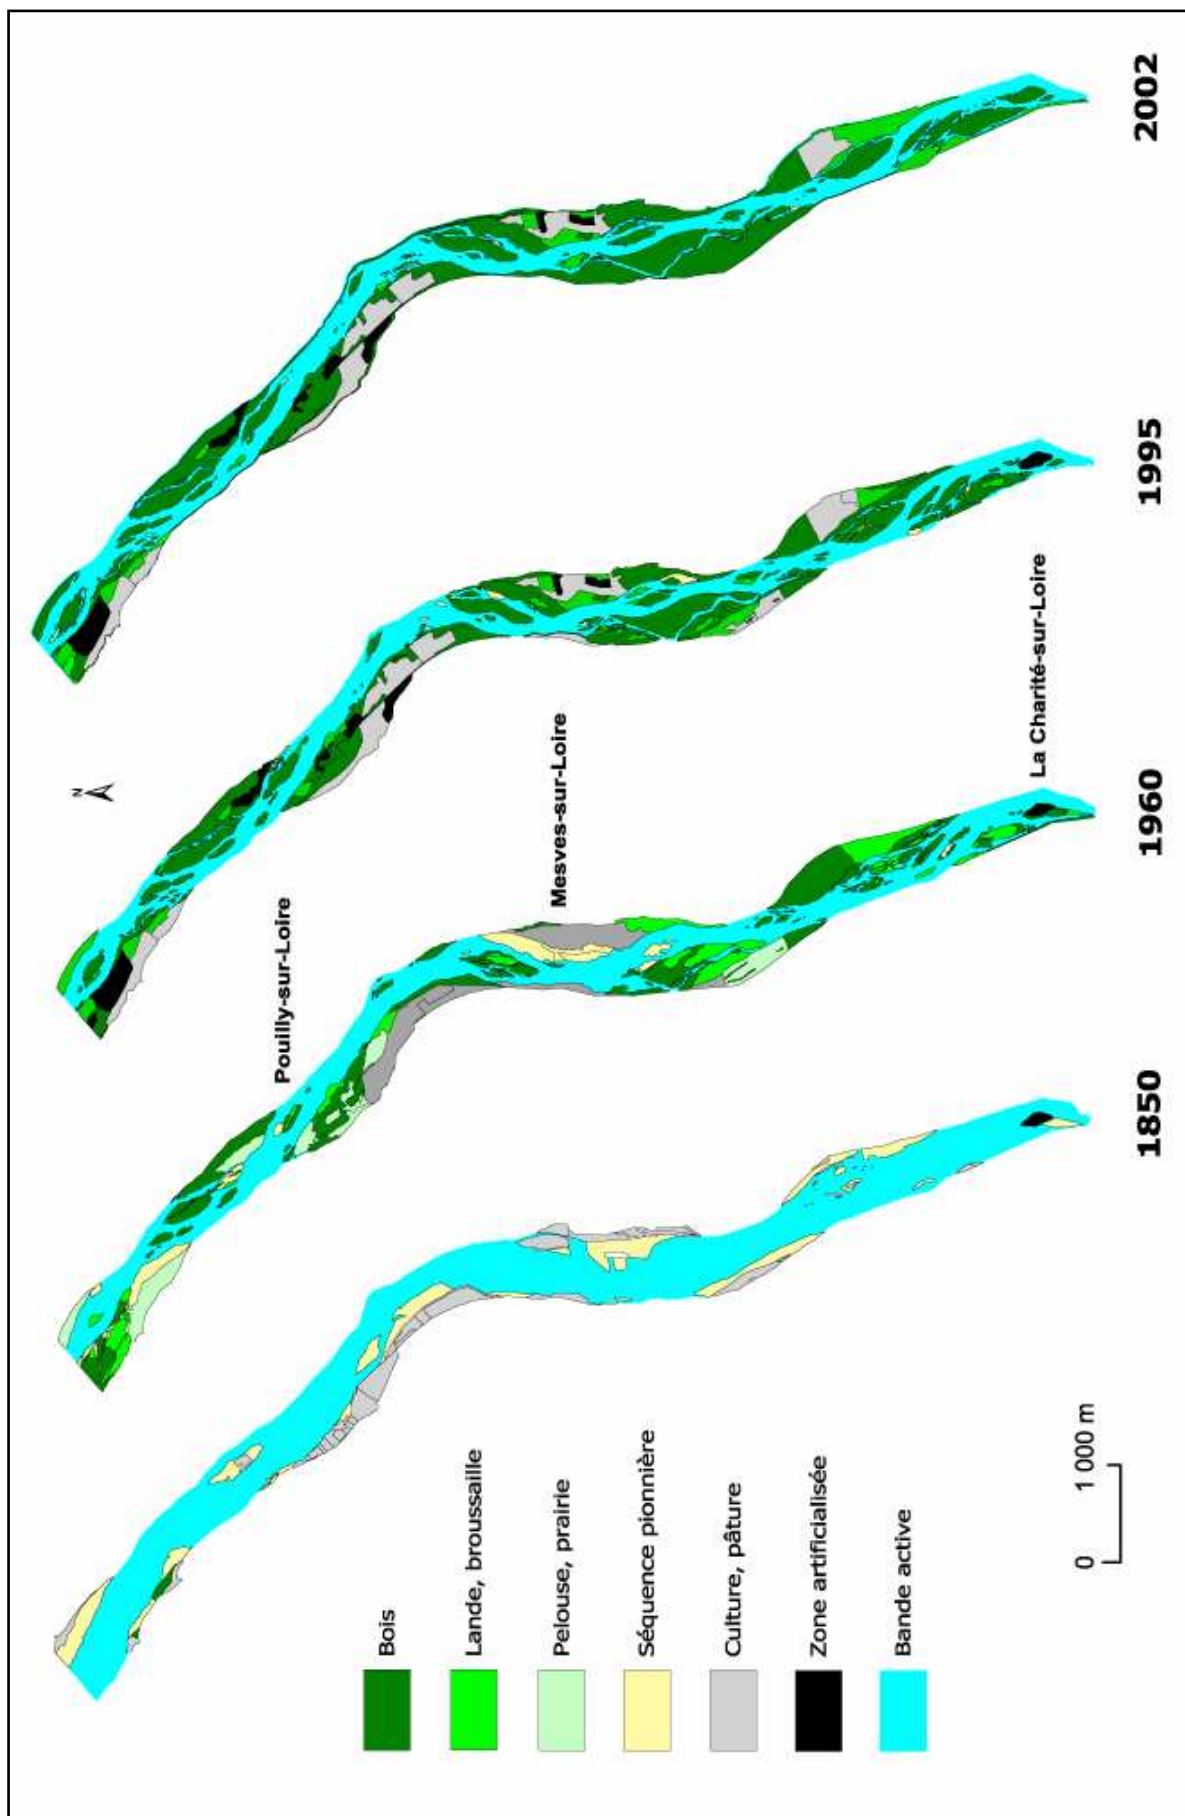 N
Pouilly-sur-Loire
Mesves-sur-Loire
La Charité-sur-Loire
1850
1960
1995
2002
Bois
Lande, broussaille
Pelouse, prairie
Séquence pionnière
Culture, pâture
Zone artificialisée
Bande active
0 1 000 m